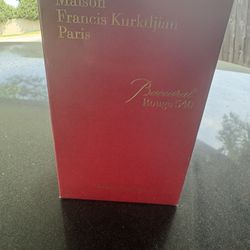 Maison
Francis Kurkdjian
Paris
Baccarat
Rouge 540